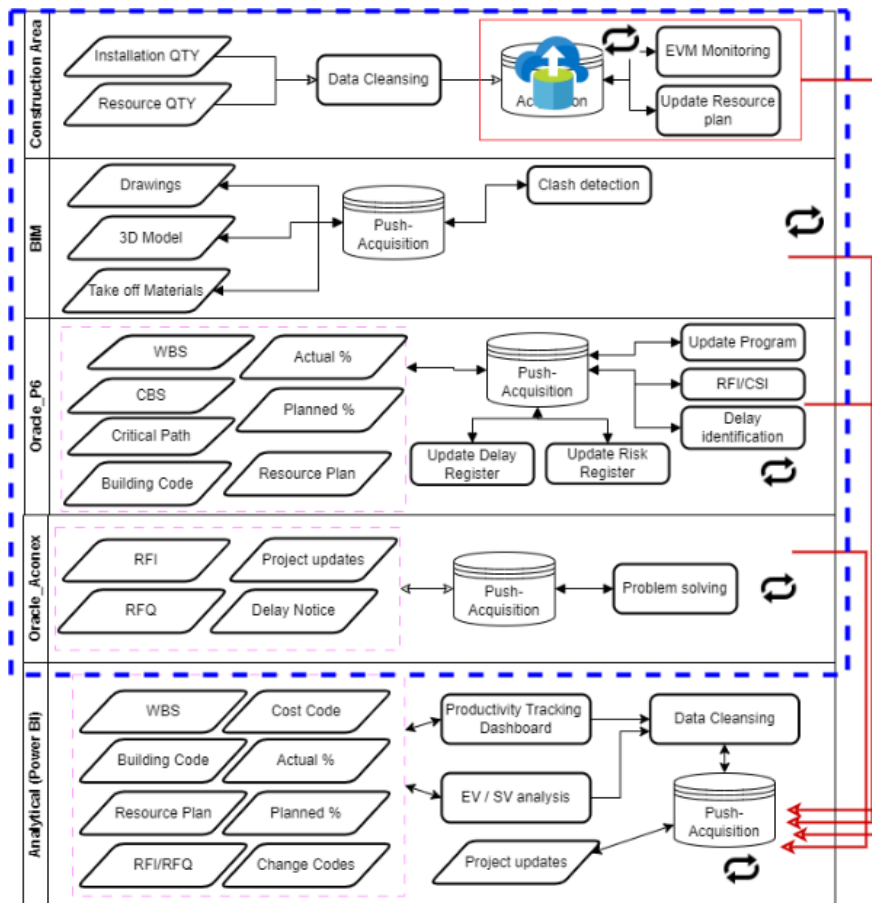 Construction Area
Installation QTY
Resource QTY
Data Cleansing
EVM Monitoring
Update Resource
plan
BIM
Drawings
3D Model
Take off Materials
Push-
Acquisition
Clash detection
Oracle_P6
WBS
CBS
Critical Path
Building Code
Actual %
Planned %
Resource Plan
Push-
Acquisition
Update Program
RFI/CSI
Delay
identification
Update Delay
Register
Update Risk
Register
Oracle_Aconex
RFI
Project updates
RFQ
Delay Notice
Push-
Acquisition
Problem solving
Analytical (Power BI)
WBS
Cost Code
Building Code
Actual %
Resource Plan
Planned %
RFI/RFQ
Change Codes
Productivity Tracking
Dashboard
EV / SV analysis
Project updates
Data Cleansing
Push-
Acquisition